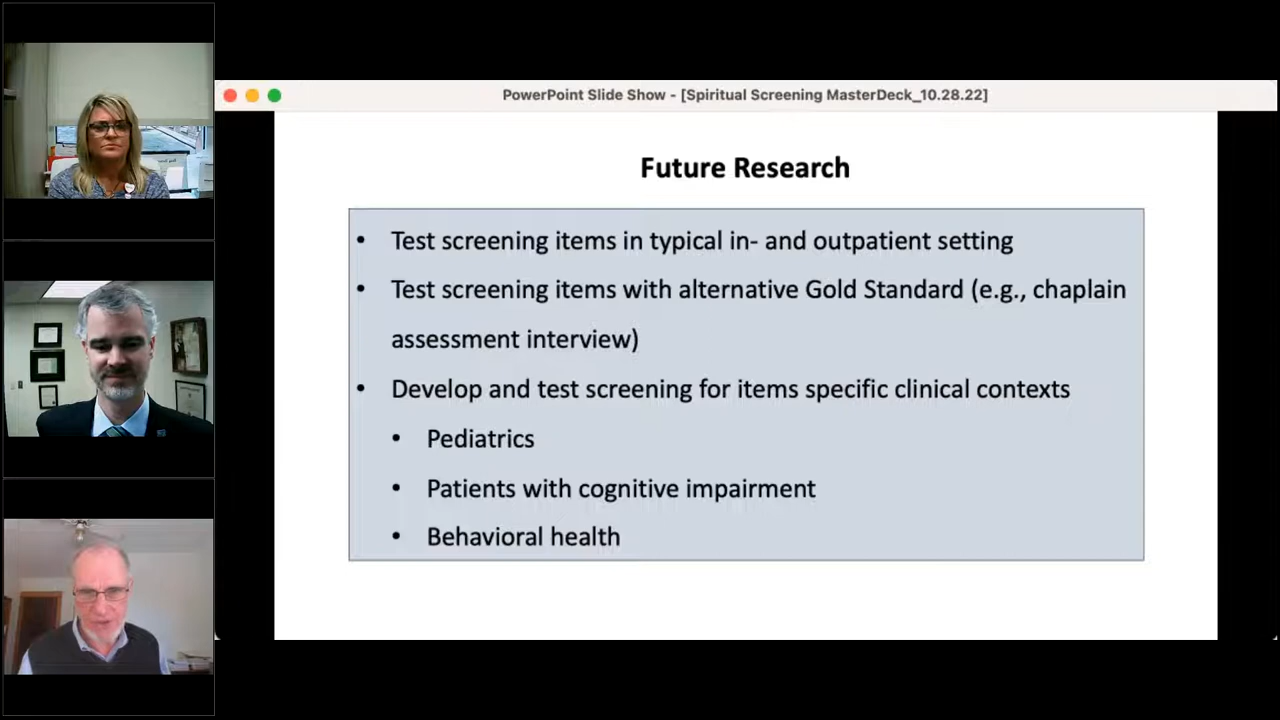 PowerPoint Slide Show - [Spiritual Screening MasterDeck_10.28.22]
Future Research
• Test screening items in typical in- and outpatient setting
• Test screening items with alternative Gold Standard (e.g., chaplain
assessment interview)
• Develop and test screening for items specific clinical contexts
• Pediatrics
• Patients with cognitive impairment
• Behavioral health